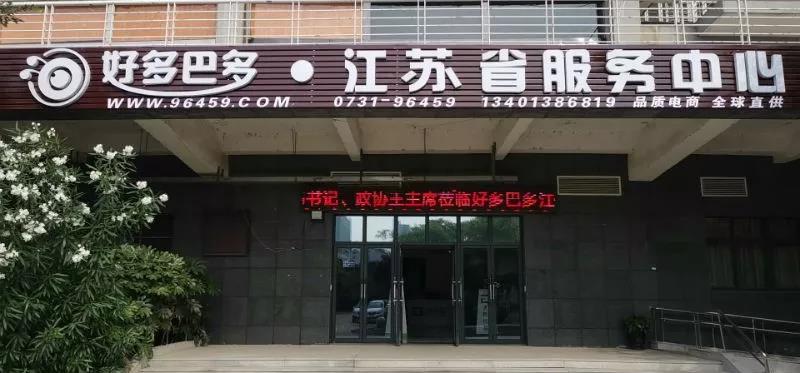 好多巴多·江苏省服务中心
WWW.96459.COM 0731-96459 13401386819 品质电商 全球直供
书记、政协王主席莅临好多巴多江